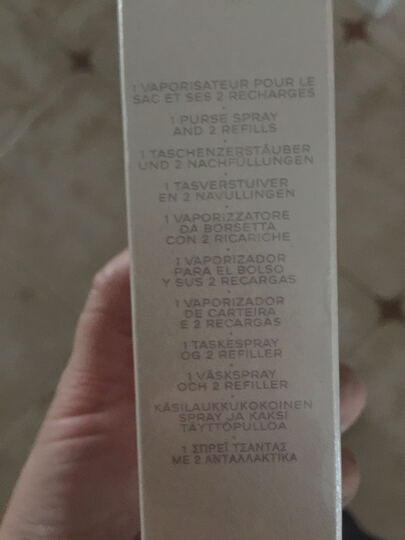 1 VAPORISATEUR POUR LE
SAC ET SES 2 RECHARGES
1 PURSE SPRAY
AND 2 REFILLS
1 TASCHENZERSTÄUBER
UND 2 NACHFÜLLUNGEN
1 TASVERSTUIVER
EN 2 NAVULLINGEN
1 VAPORIZZATORE
DA BORSETTA
CON 2 RICARICHE
1 VAPORIZADOR
PARA EL BOLSO
Y SUS 2 RECARGAS
1 VAPORIZADOR
DE CARTEIRA
E 2 RECARGAS
1 TASKESPRAY
OG 2 REFILLER
1 VÄSKSPRAY
OCH 2 REFILLER
KÄSILAUKKUKOKOINEN
SPRAY JA KAKSI
TÄYTTÖPULLOA
1 ΣΠΡΕΪ ΤΣΑΝΤΑΣ
ΜΕ 2 ΑΝΤΑΛΛΑΚΤΙΚΑ